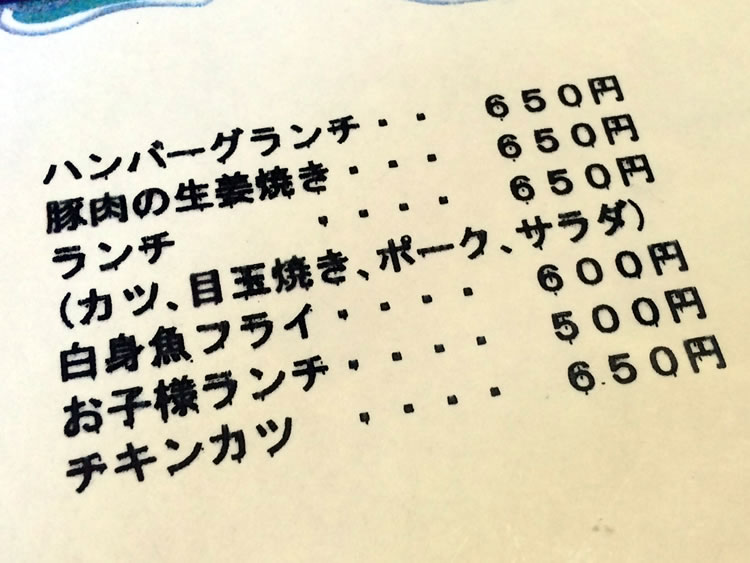 ハンバーグランチ・・ ６５０円
豚肉の生姜焼き・・・ ６５０円
ランチ ・・・・ ６５０円
（カツ、目玉焼き、ポーク、サラダ）
白身魚フライ・・・・ ６００円
お子様ランチ・・・・ ５００円
チキンカツ ・・・・ ６５０円